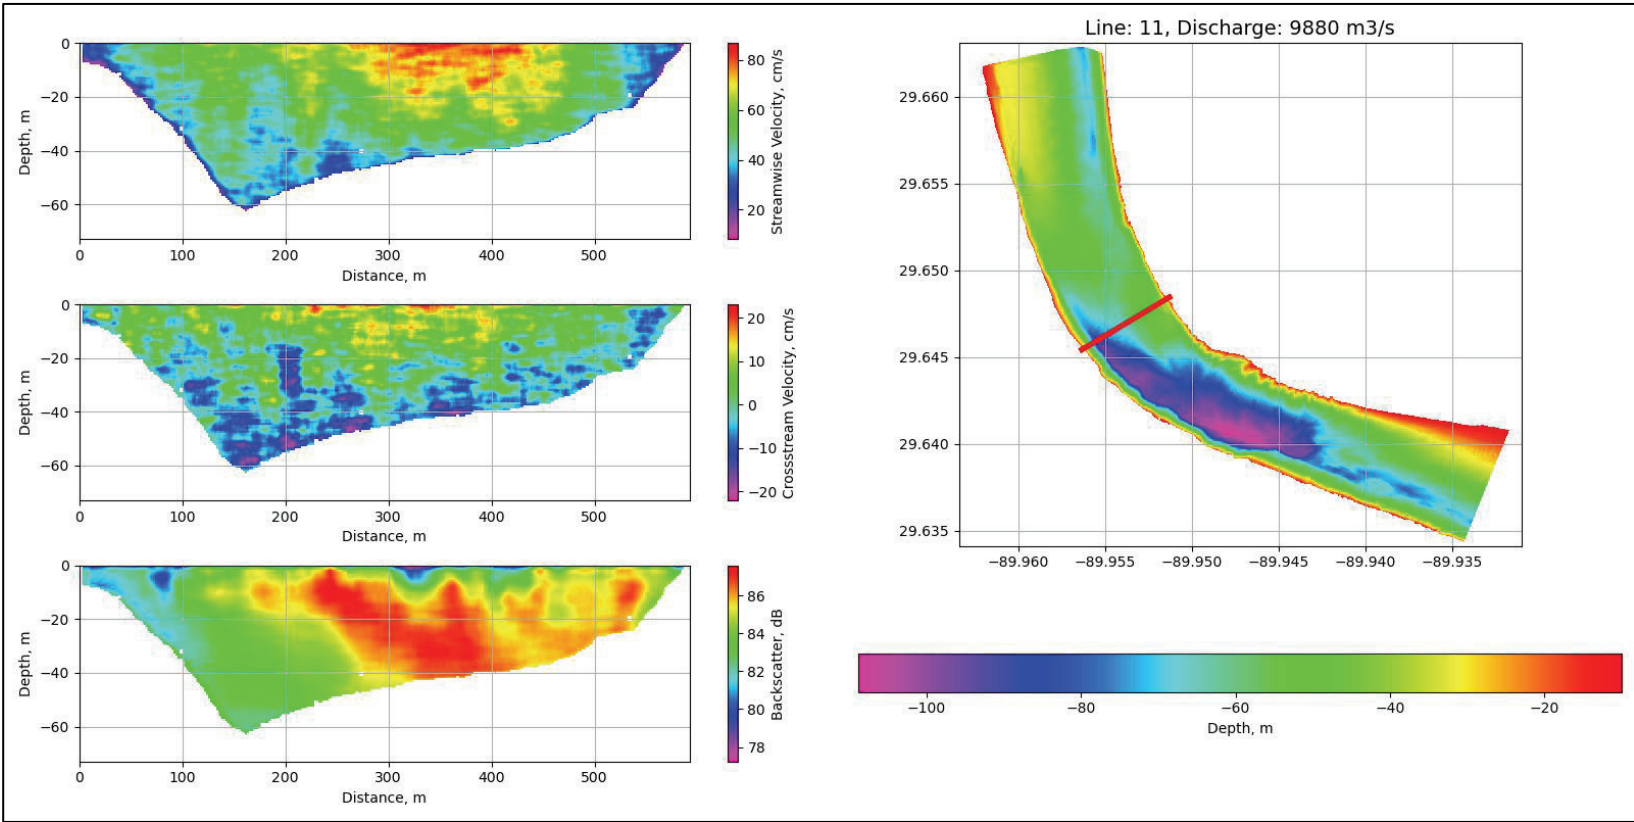 0
−20
−40
−60
Depth, m
0 100 200 300 400 500
Distance, m
80
60
40
20
Streamwise Velocity, cm/s
0
−20
−40
−60
Depth, m
0 100 200 300 400 500
Distance, m
20
10
0
−10
−20
Crossstream Velocity, cm/s
0
−20
−40
−60
Depth, m
0 100 200 300 400 500
Distance, m
86
84
82
80
78
Backscatter, dB
Line: 11, Discharge: 9880 m3/s
29.660
29.655
29.650
29.645
29.640
29.635
−89.960 −89.955 −89.950 −89.945 −89.940 −89.935
−100 −80 −60 −40 −20
Depth, m